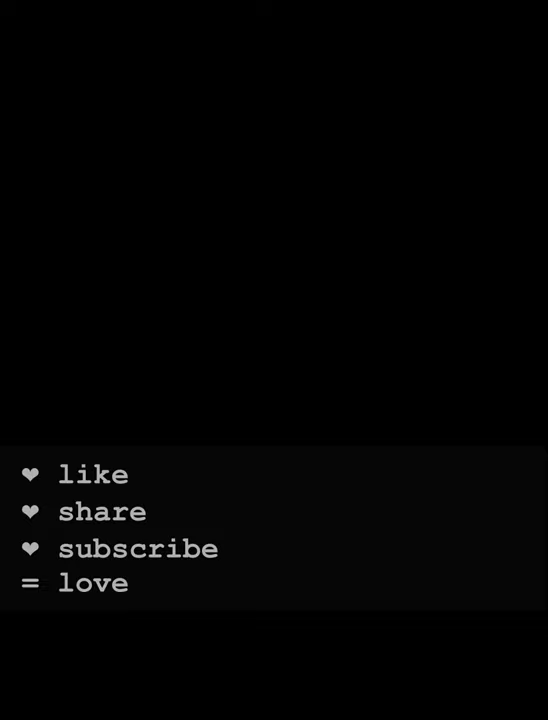 ❤ like
❤ share
❤ subscribe
= love